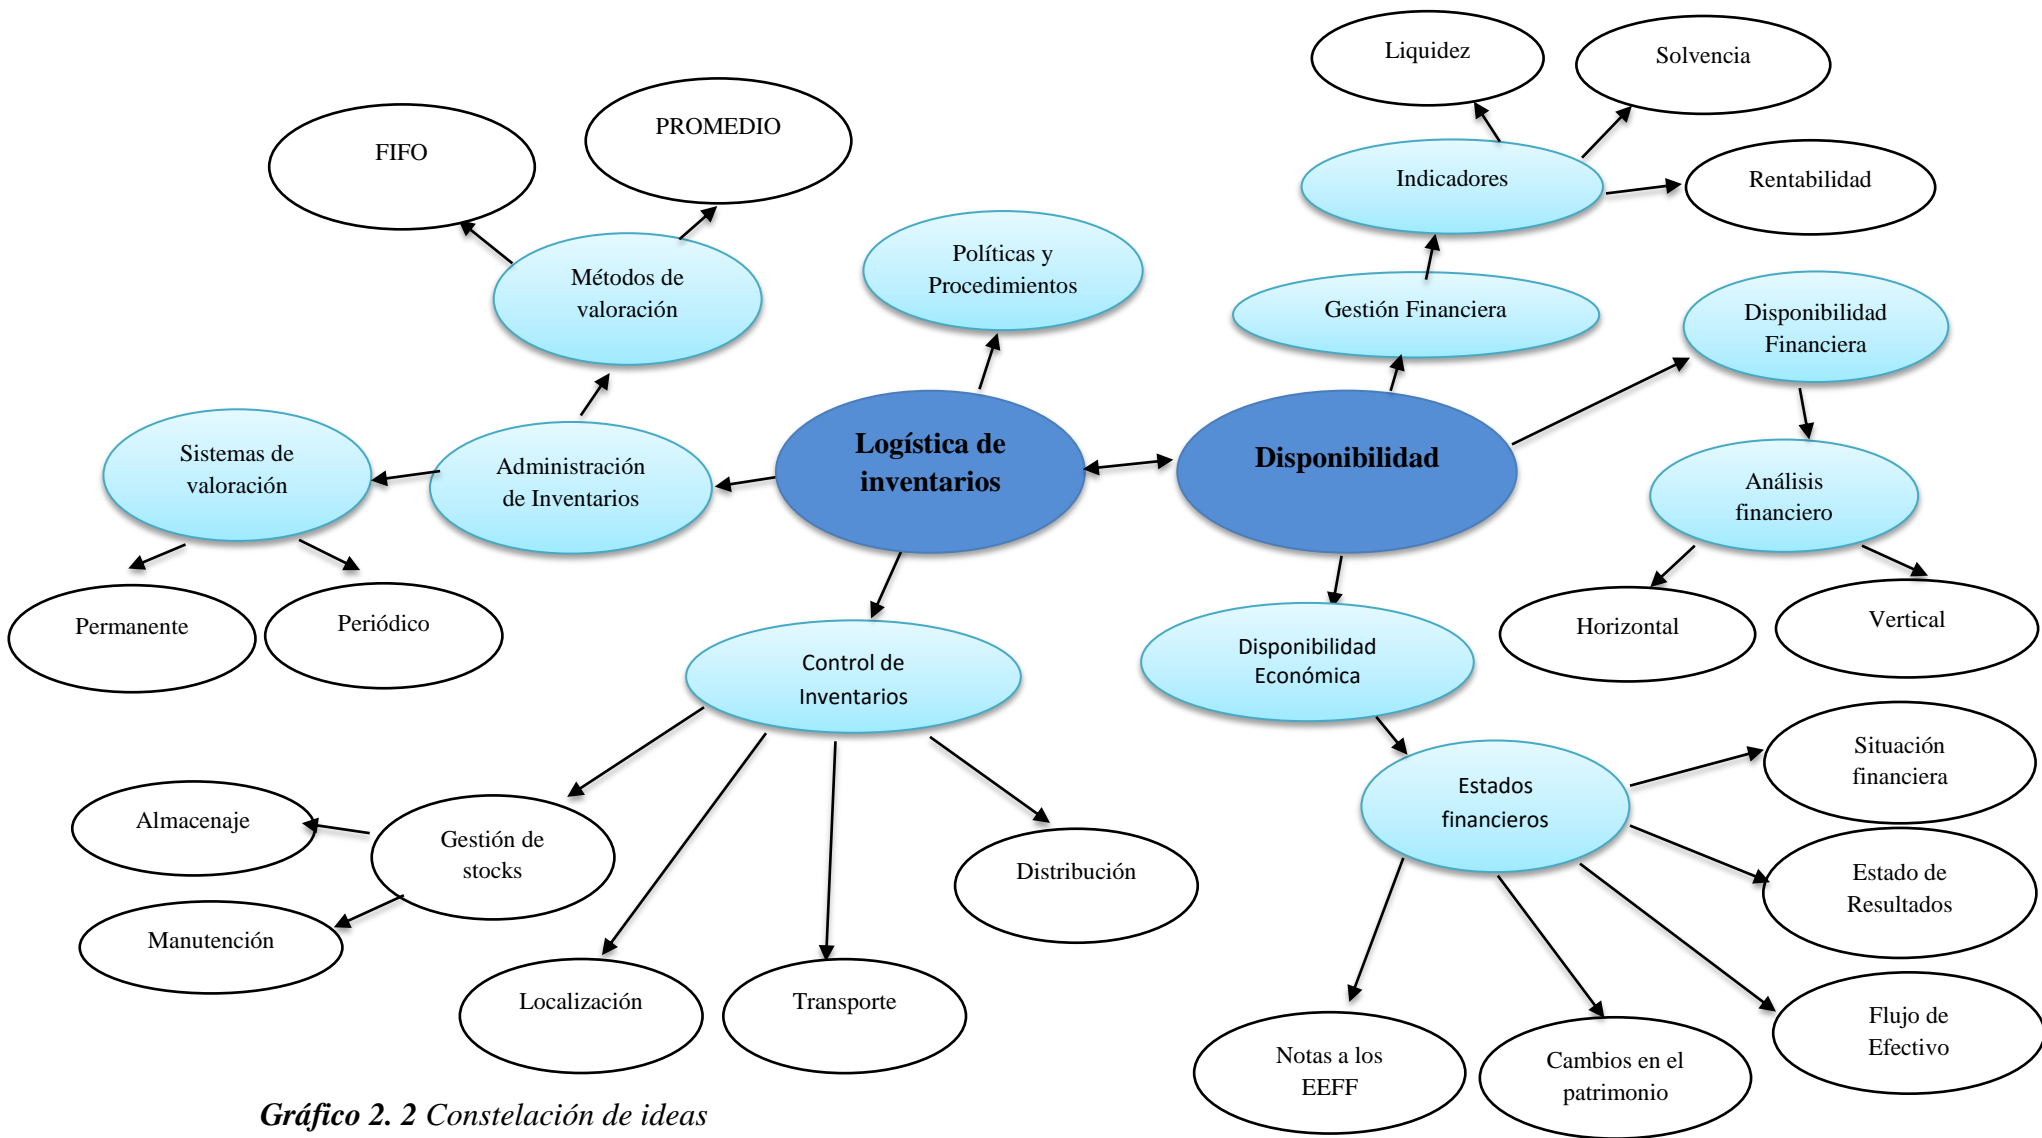 Liquidez
Solvencia
PROMEDIO
FIFO
Indicadores
Rentabilidad
Políticas y
Procedimientos
Métodos de
valoración
Gestión Financiera
Disponibilidad
Financiera
Logística de
inventarios
Disponibilidad
Sistemas de
valoración
Administración
de Inventarios
Análisis
financiero
Permanente
Periódico
Horizontal
Vertical
Control de
Inventarios
Disponibilidad
Económica
Situación
financiera
Estados
financieros
Almacenaje
Gestión de
stocks
Distribución
Estado de
Resultados
Manutención
Localización
Transporte
Flujo de
Efectivo
Notas a los
EEFF
Cambios en el
patrimonio
Gráfico 2. 2 Constelación de ideas